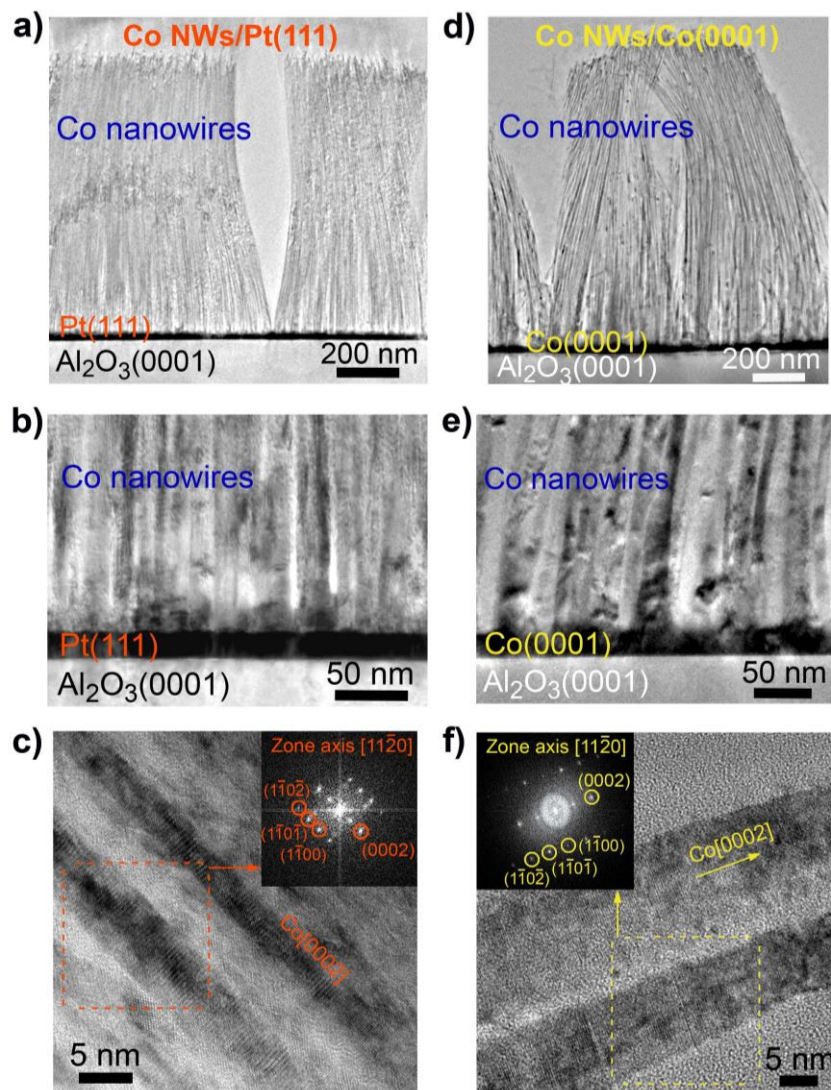 a)
Co NWs/Pt(111)
Co nanowires
Pt(111)
Al₂O₃(0001)
200 nm
b)
Co nanowires
Pt(111)
Al₂O₃(0001)
50 nm
c)
Zone axis [112̄0]
(11̄02̄)
(11̄01̄)
(11̄00)
(0002)
Co[0002]
5 nm
d)
Co NWs/Co(0001)
Co nanowires
Co(0001)
Al₂O₃(0001)
200 nm
e)
Co nanowires
Co(0001)
Al₂O₃(0001)
50 nm
f)
Zone axis [112̄0]
(0002)
(11̄00)
(11̄01̄)
(11̄02̄)
Co[0002]
5 nm